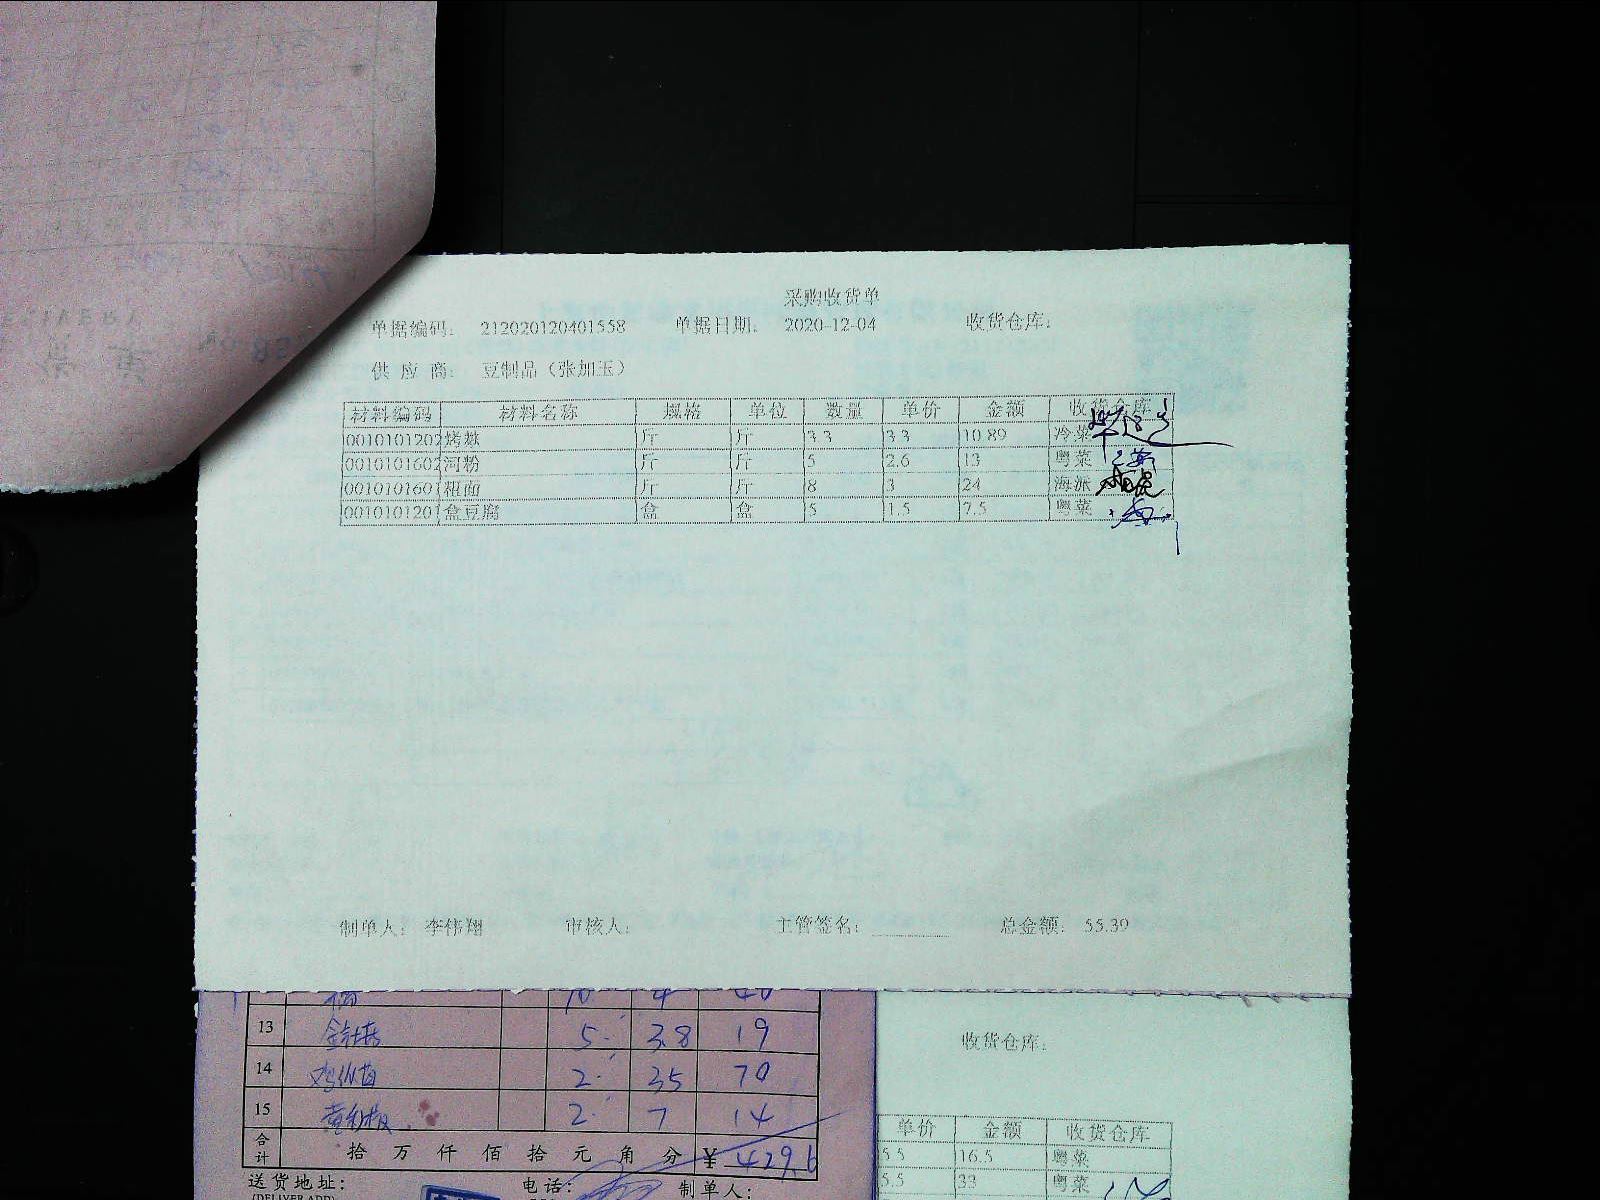 采购收货单
单据编码： 212020120401558 单据日期： 2020-12-04 收货仓库：
供 应 商： 豆制品（张加玉）
材料编码 材料名称 规格 单位 数量 单价 金额 收货仓库
0010101202 烤麸 斤 斤 3.3 3.3 10.89 冷菜
0010101602 河粉 斤 斤 5 2.6 13 粤菜
0010101601 粗面 斤 斤 8 3 24 海派
0010101201 盒豆腐 盒 盒 5 1.5 7.5 粤菜
制单人： 李伟翔 审核人： 主管签名： 总金额： 55.39
10 4 40
13 5 3.8 19
14 2 35 70
15 2 7 14
合计 拾 万 仟 佰 拾 元 角 分 ￥ 429.6
送货地址： 电话： 制单人：
(DELIVER ADD)
收货仓库：
单价 金额 收货仓库
5.5 16.5 粤菜
5.5 33 粤菜